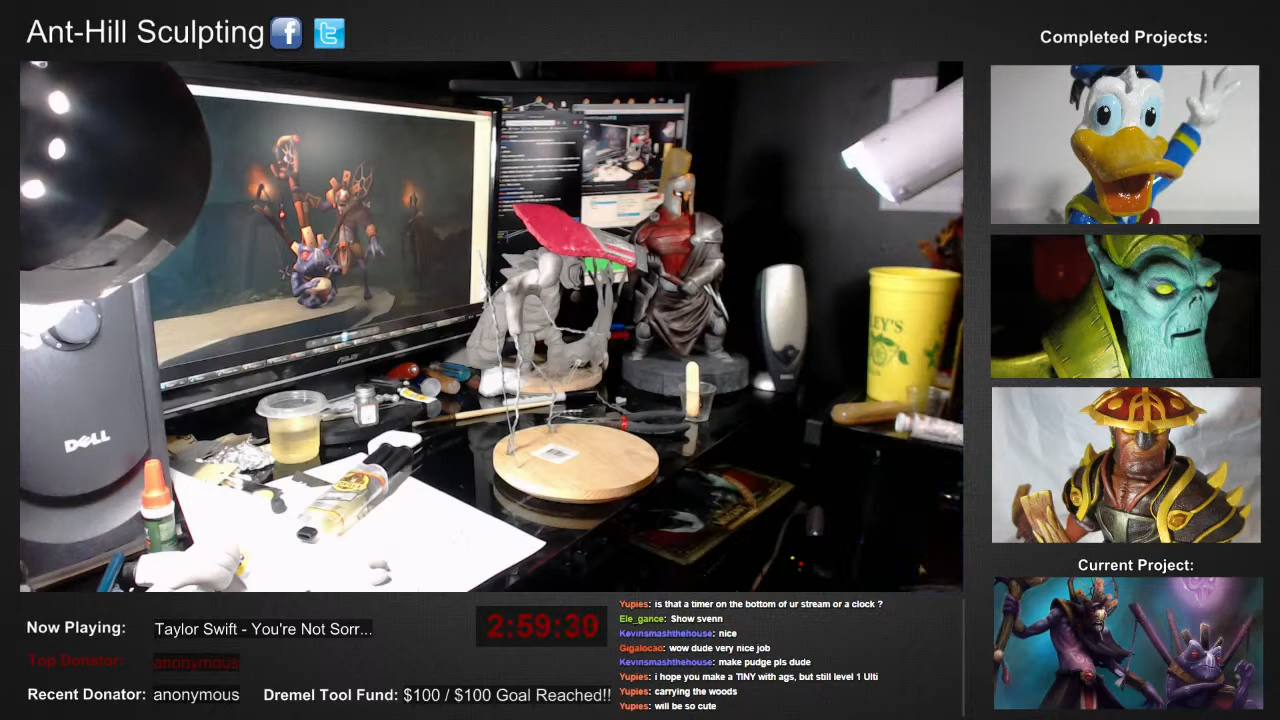 Ant-Hill Sculpting
Completed Projects:
DELL
ASUS
LEY'S
DELL
Current Project:
Now Playing: Taylor Swift - You're Not Sorr...
Top Donator: anonymous
Recent Donator: anonymous
Dremel Tool Fund: $100 / $100 Goal Reached!!
2:59:30
Yupies: is that a timer on the bottom of ur stream or a clock ?
Ele_gance: Show svenn
Kevinsmashthehouse: nice
Gigalocao: wow dude very nice job
Kevinsmashthehouse: make pudge pls dude
Yupies: i hope you make a TINY with ags, but still level 1 Ulti
Yupies: carrying the woods
Yupies: will be so cute